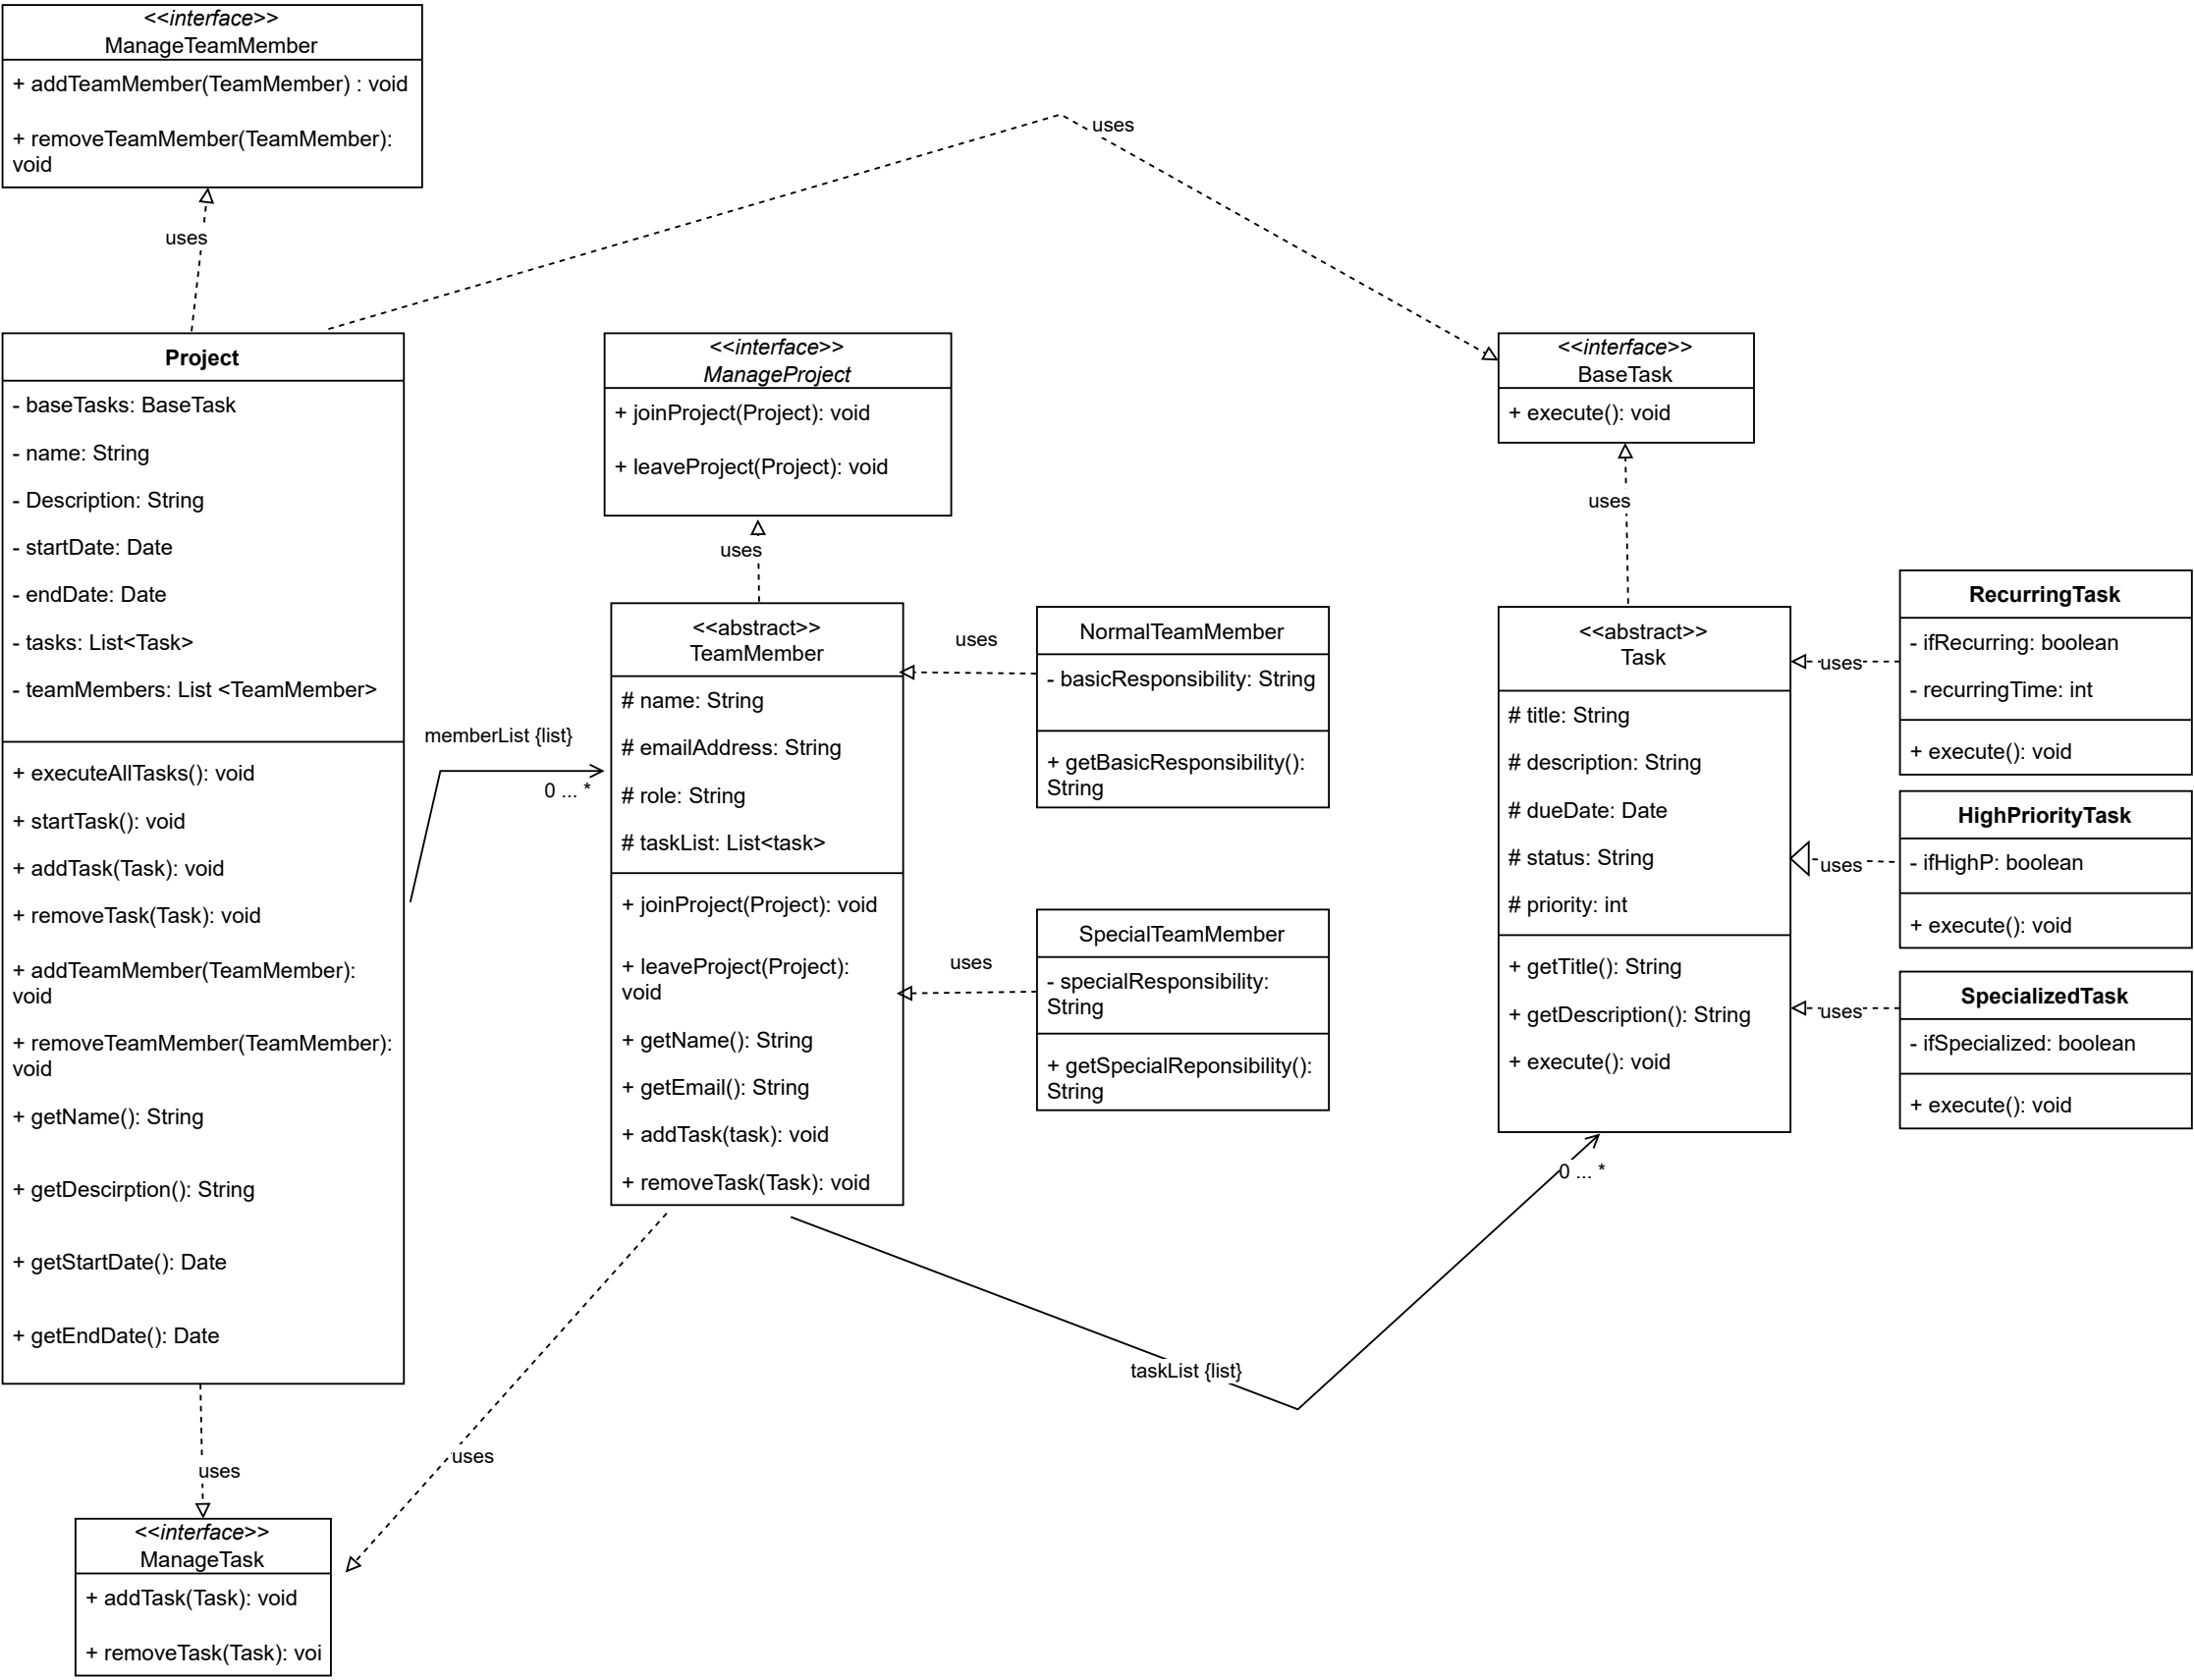 <<interface>>
ManageTeamMember
+ addTeamMember(TeamMember) : void
+ removeTeamMember(TeamMember):
void
uses
uses
Project
- baseTasks: BaseTask
- name: String
- Description: String
- startDate: Date
- endDate: Date
- tasks: List<Task>
- teamMembers: List <TeamMember>
+ executeAllTasks(): void
+ startTask(): void
+ addTask(Task): void
+ removeTask(Task): void
+ addTeamMember(TeamMember):
void
+ removeTeamMember(TeamMember):
void
+ getName(): String
+ getDescirption(): String
+ getStartDate(): Date
+ getEndDate(): Date
memberList {list}
0 ... *
<<interface>>
ManageProject
+ joinProject(Project): void
+ leaveProject(Project): void
uses
<<abstract>>
TeamMember
# name: String
# emailAddress: String
# role: String
# taskList: List<task>
+ joinProject(Project): void
+ leaveProject(Project):
void
+ getName(): String
+ getEmail(): String
+ addTask(task): void
+ removeTask(Task): void
uses
NormalTeamMember
- basicResponsibility: String
+ getBasicResponsibility():
String
uses
SpecialTeamMember
- specialResponsibility:
String
+ getSpecialReponsibility():
String
<<interface>>
BaseTask
+ execute(): void
uses
<<abstract>>
Task
# title: String
# description: String
# dueDate: Date
# status: String
# priority: int
+ getTitle(): String
+ getDescription(): String
+ execute(): void
uses
RecurringTask
- ifRecurring: boolean
- recurringTime: int
+ execute(): void
uses
HighPriorityTask
- ifHighP: boolean
+ execute(): void
uses
SpecializedTask
- ifSpecialized: boolean
+ execute(): void
0 ... *
taskList {list}
uses
uses
<<interface>>
ManageTask
+ addTask(Task): void
+ removeTask(Task): voi